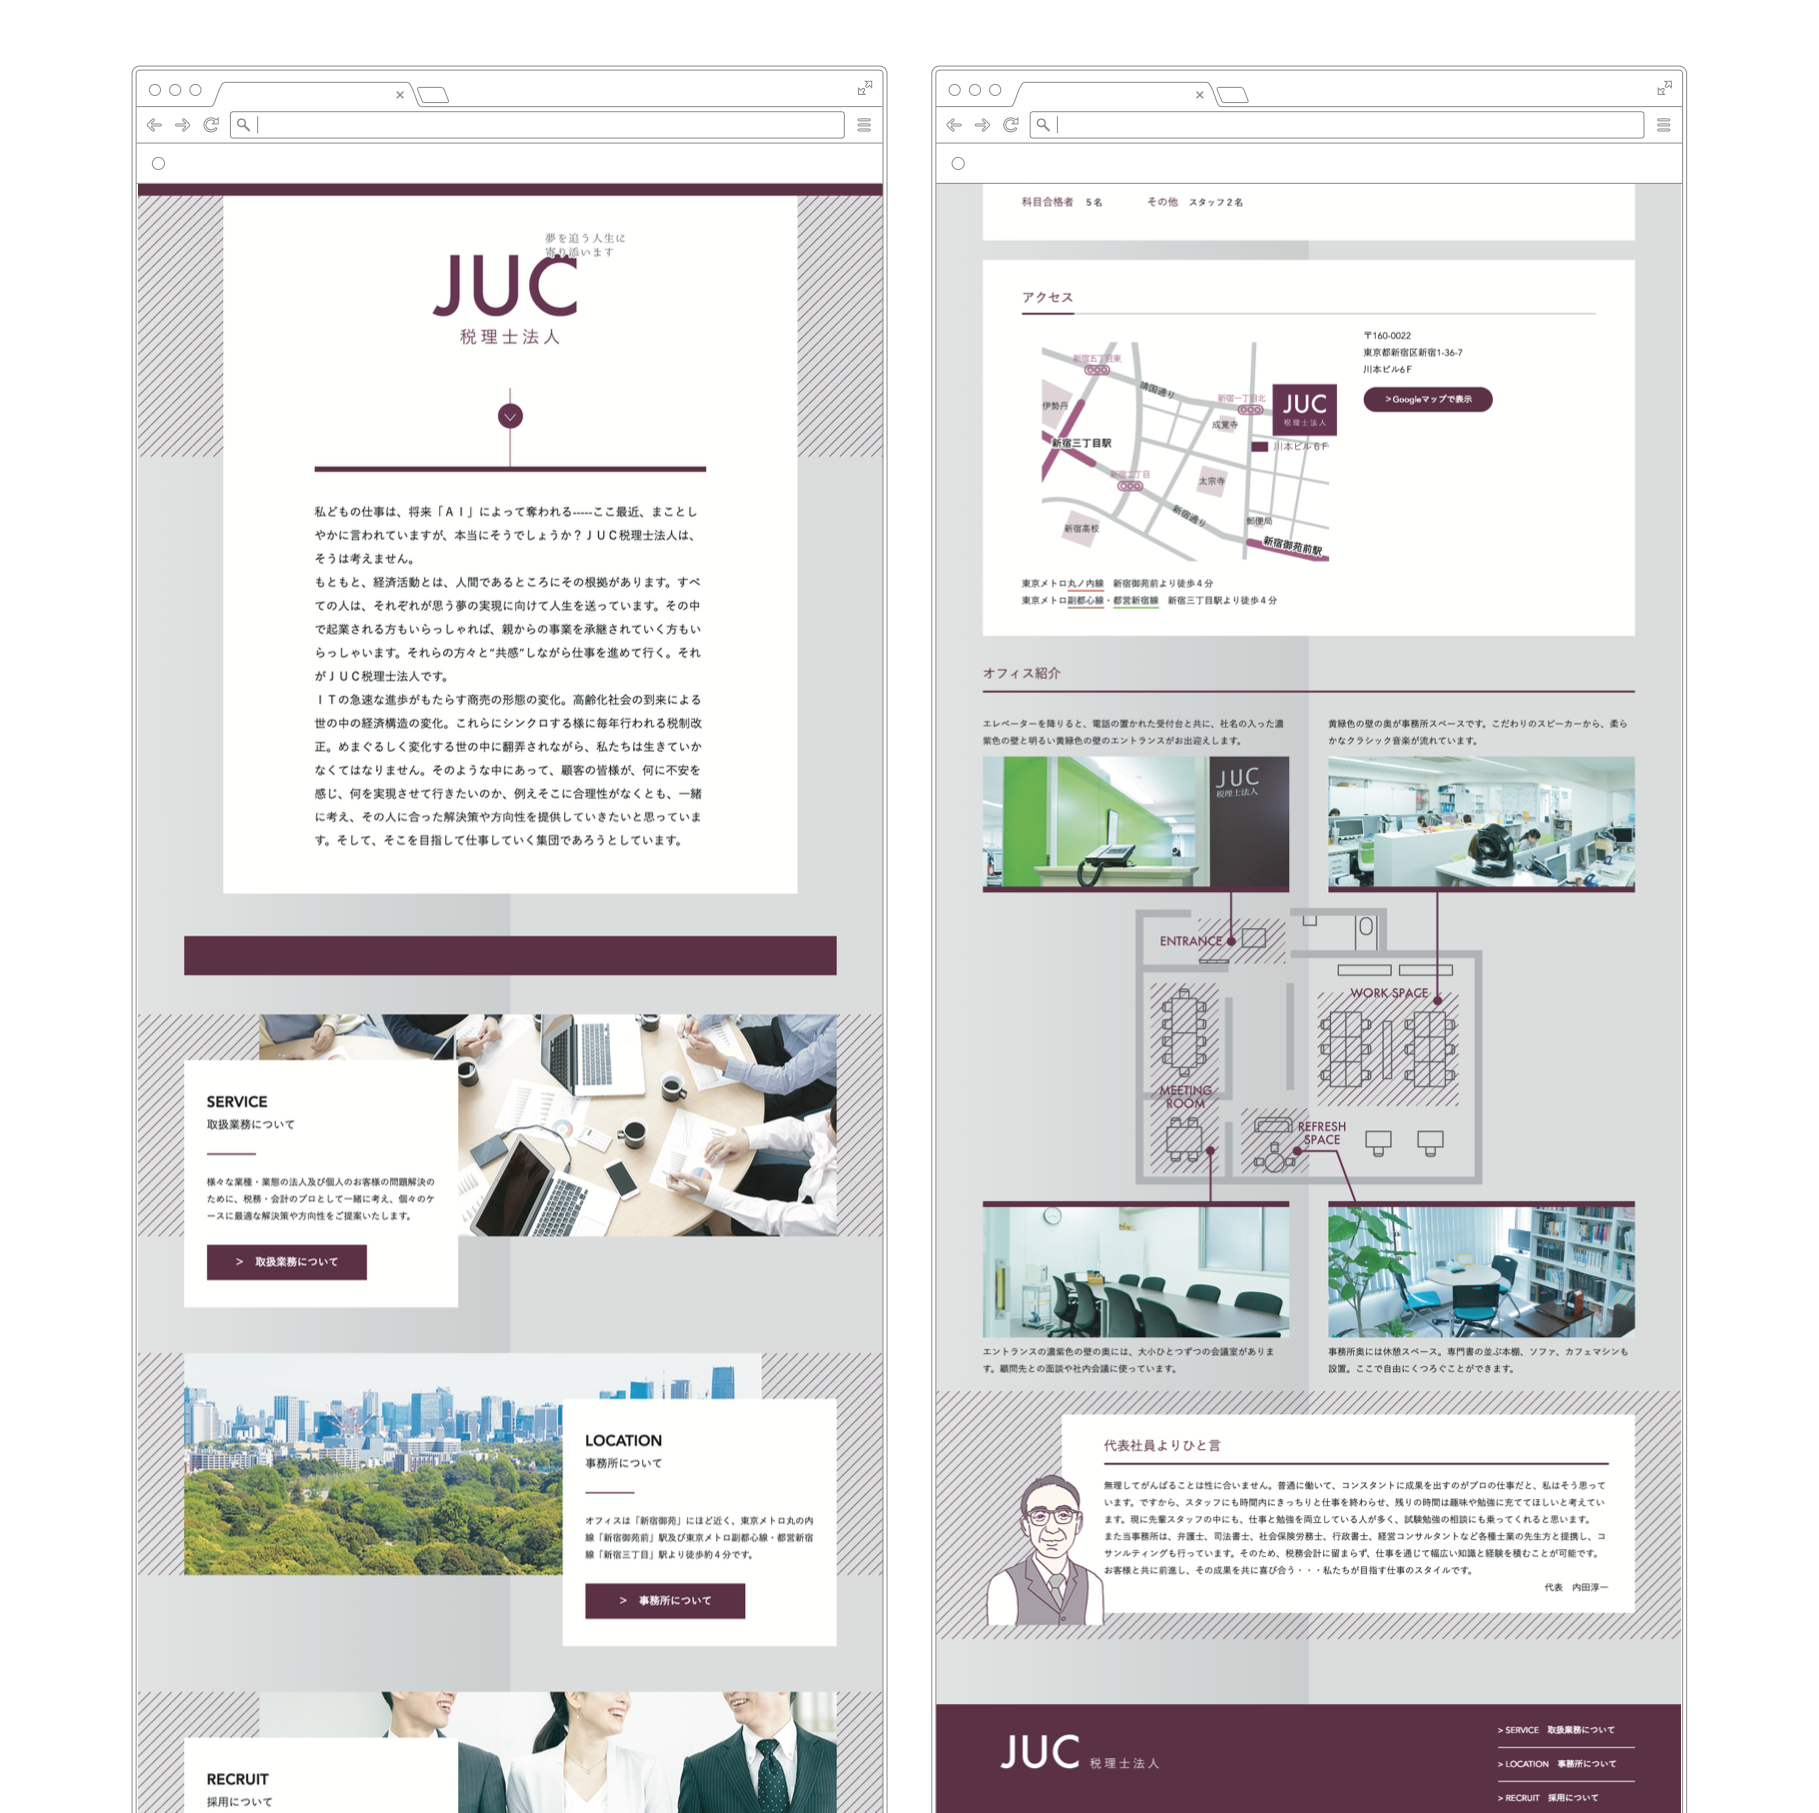 夢を追う人生に
寄り添います
JUC
税理士法人
私どもの仕事は、将来「ＡＩ」によって奪われる-----ここ最近、まことし
やかに言われていますが、本当にそうでしょうか？ＪＵＣ税理士法人は、
そうは考えません。
もともと、経済活動とは、人間であるところにその根拠があります。すべ
ての人は、それぞれが思う夢の実現に向けて人生を送っています。その中
で起業される方もいらっしゃれば、親からの事業を承継されていく方もい
らっしゃいます。それらの方々と“共感”しながら仕事を進めて行く。それ
がＪＵＣ税理士法人です。
ＩＴの急速な進歩がもたらす商売の形態の変化。高齢化社会の到来による
世の中の経済構造の変化。これらにシンクロする様に毎年行われる税制改
正。めまぐるしく変化する世の中に翻弄されながら、私たちは生きていか
なくてはなりません。そのような中にあって、顧客の皆様が、何に不安を
感じ、何を実現させて行きたいのか、例えそこに合理性がなくとも、一緒
に考え、その人に合った解決策や方向性を提供していきたいと思っていま
す。そして、そこを目指して仕事していく集団であろうとしています。
SERVICE
取扱業務について
様々な業種・業態の法人及び個人のお客様の問題解決の
ために、税務・会計のプロとして一緒に考え、個々のケ
ースに最適な解決策や方向性をご提案いたします。
> 取扱業務について
LOCATION
事務所について
オフィスは「新宿御苑」にほど近く、東京メトロ丸の内
線「新宿御苑前」駅及び東京メトロ副都心線・都営新宿
線「新宿三丁目」駅より徒歩約４分です。
> 事務所について
RECRUIT
採用について
科目合格者 ５名 その他 スタッフ２名
アクセス
新宿五丁目東
靖国通り
伊勢丹
新宿一丁目北
成覚寺
JUC
税理士法人
川本ビル６F
新宿三丁目駅
新宿二丁目
太宗寺
新宿通り
郵便局
新宿高校
新宿御苑前駅
〒160-0022
東京都新宿区新宿1-36-7
川本ビル6Ｆ
> Googleマップで表示
東京メトロ丸ノ内線 新宿御苑前より徒歩４分
東京メトロ副都心線・都営新宿線 新宿三丁目駅より徒歩４分
オフィス紹介
エレベーターを降りると、電話の置かれた受付台と共に、社名の入った濃
紫色の壁と明るい黄緑色の壁のエントランスがお出迎えします。
黄緑色の壁の奥が事務所スペースです。こだわりのスピーカーから、柔ら
かなクラシック音楽が流れています。
JUC
税理士法人
ENTRANCE
WORK SPACE
MEETING
ROOM
REFRESH
SPACE
エントランスの濃紫色の壁の奥には、大小ひとつずつの会議室がありま
す。顧問先との面談や社内会議に使っています。
事務所奥には休憩スペース。専門書の並ぶ本棚、ソファ、カフェマシンも
設置。ここで自由にくつろぐことができます。
代表社員よりひと言
無理してがんばることは性に合いません。普通に働いて、コンスタントに成果を出すのがプロの仕事だと、私はそう思って
います。ですから、スタッフにも時間内にきっちりと仕事を終わらせ、残りの時間は趣味や勉強に充ててほしいと考えてい
ます。現に先輩スタッフの中にも、仕事と勉強を両立している人が多く、試験勉強の相談にも乗ってくれると思います。
また当事務所は、弁護士、司法書士、社会保険労務士、行政書士、経営コンサルタントなど各種士業の先生方と提携し、コ
サンルティングも行っています。そのため、税務会計に留まらず、仕事を通じて幅広い知識と経験を積むことが可能です。
お客様と共に前進し、その成果を共に喜び合う・・・私たちが目指す仕事のスタイルです。
代表 内田淳一
JUC 税理士法人
> SERVICE 取扱業務について
> LOCATION 事務所について
> RECRUIT 採用について